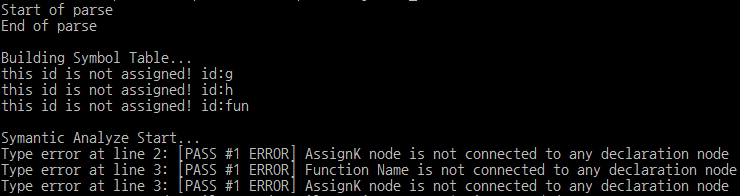 Start of parse
End of parse
Building Symbol Table...
this id is not assigned! id:g
this id is not assigned! id:h
this id is not assigned! id:fun
Semantic Analyze Start...
Type error at line 2: [PASS #1 ERROR] AssignK node is not connected to any declaration node
Type error at line 3: [PASS #1 ERROR] Function Name is not connected to any declaration node
Type error at line 3: [PASS #1 ERROR] AssignK node is not connected to any declaration node